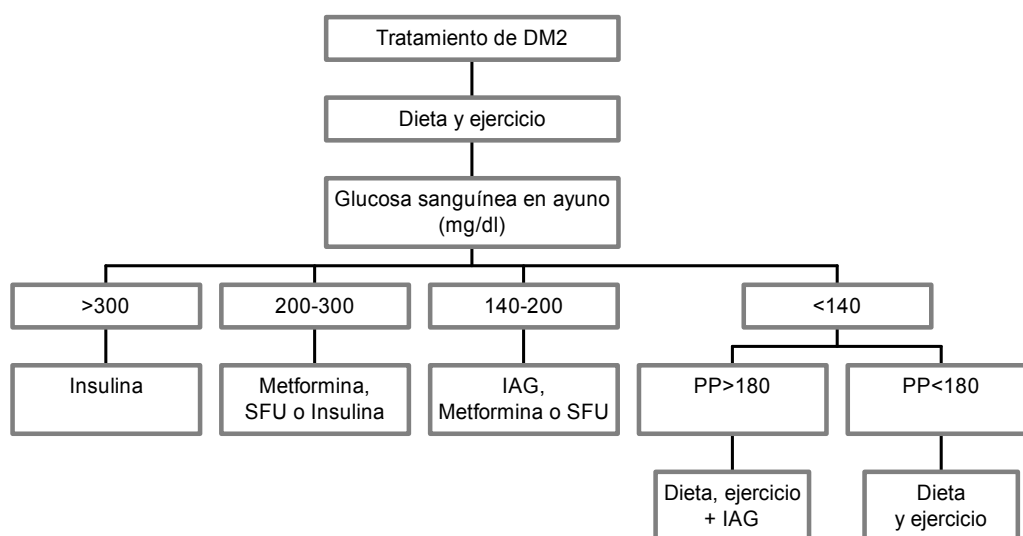 Tratamiento de DM2
Dieta y ejercicio
Glucosa sanguínea en ayuno
(mg/dl)
>300
200-300
140-200
<140
Insulina
Metformina,
SFU o Insulina
IAG,
Metformina o SFU
PP>180
PP<180
Dieta, ejercicio
+ IAG
Dieta
y ejercicio